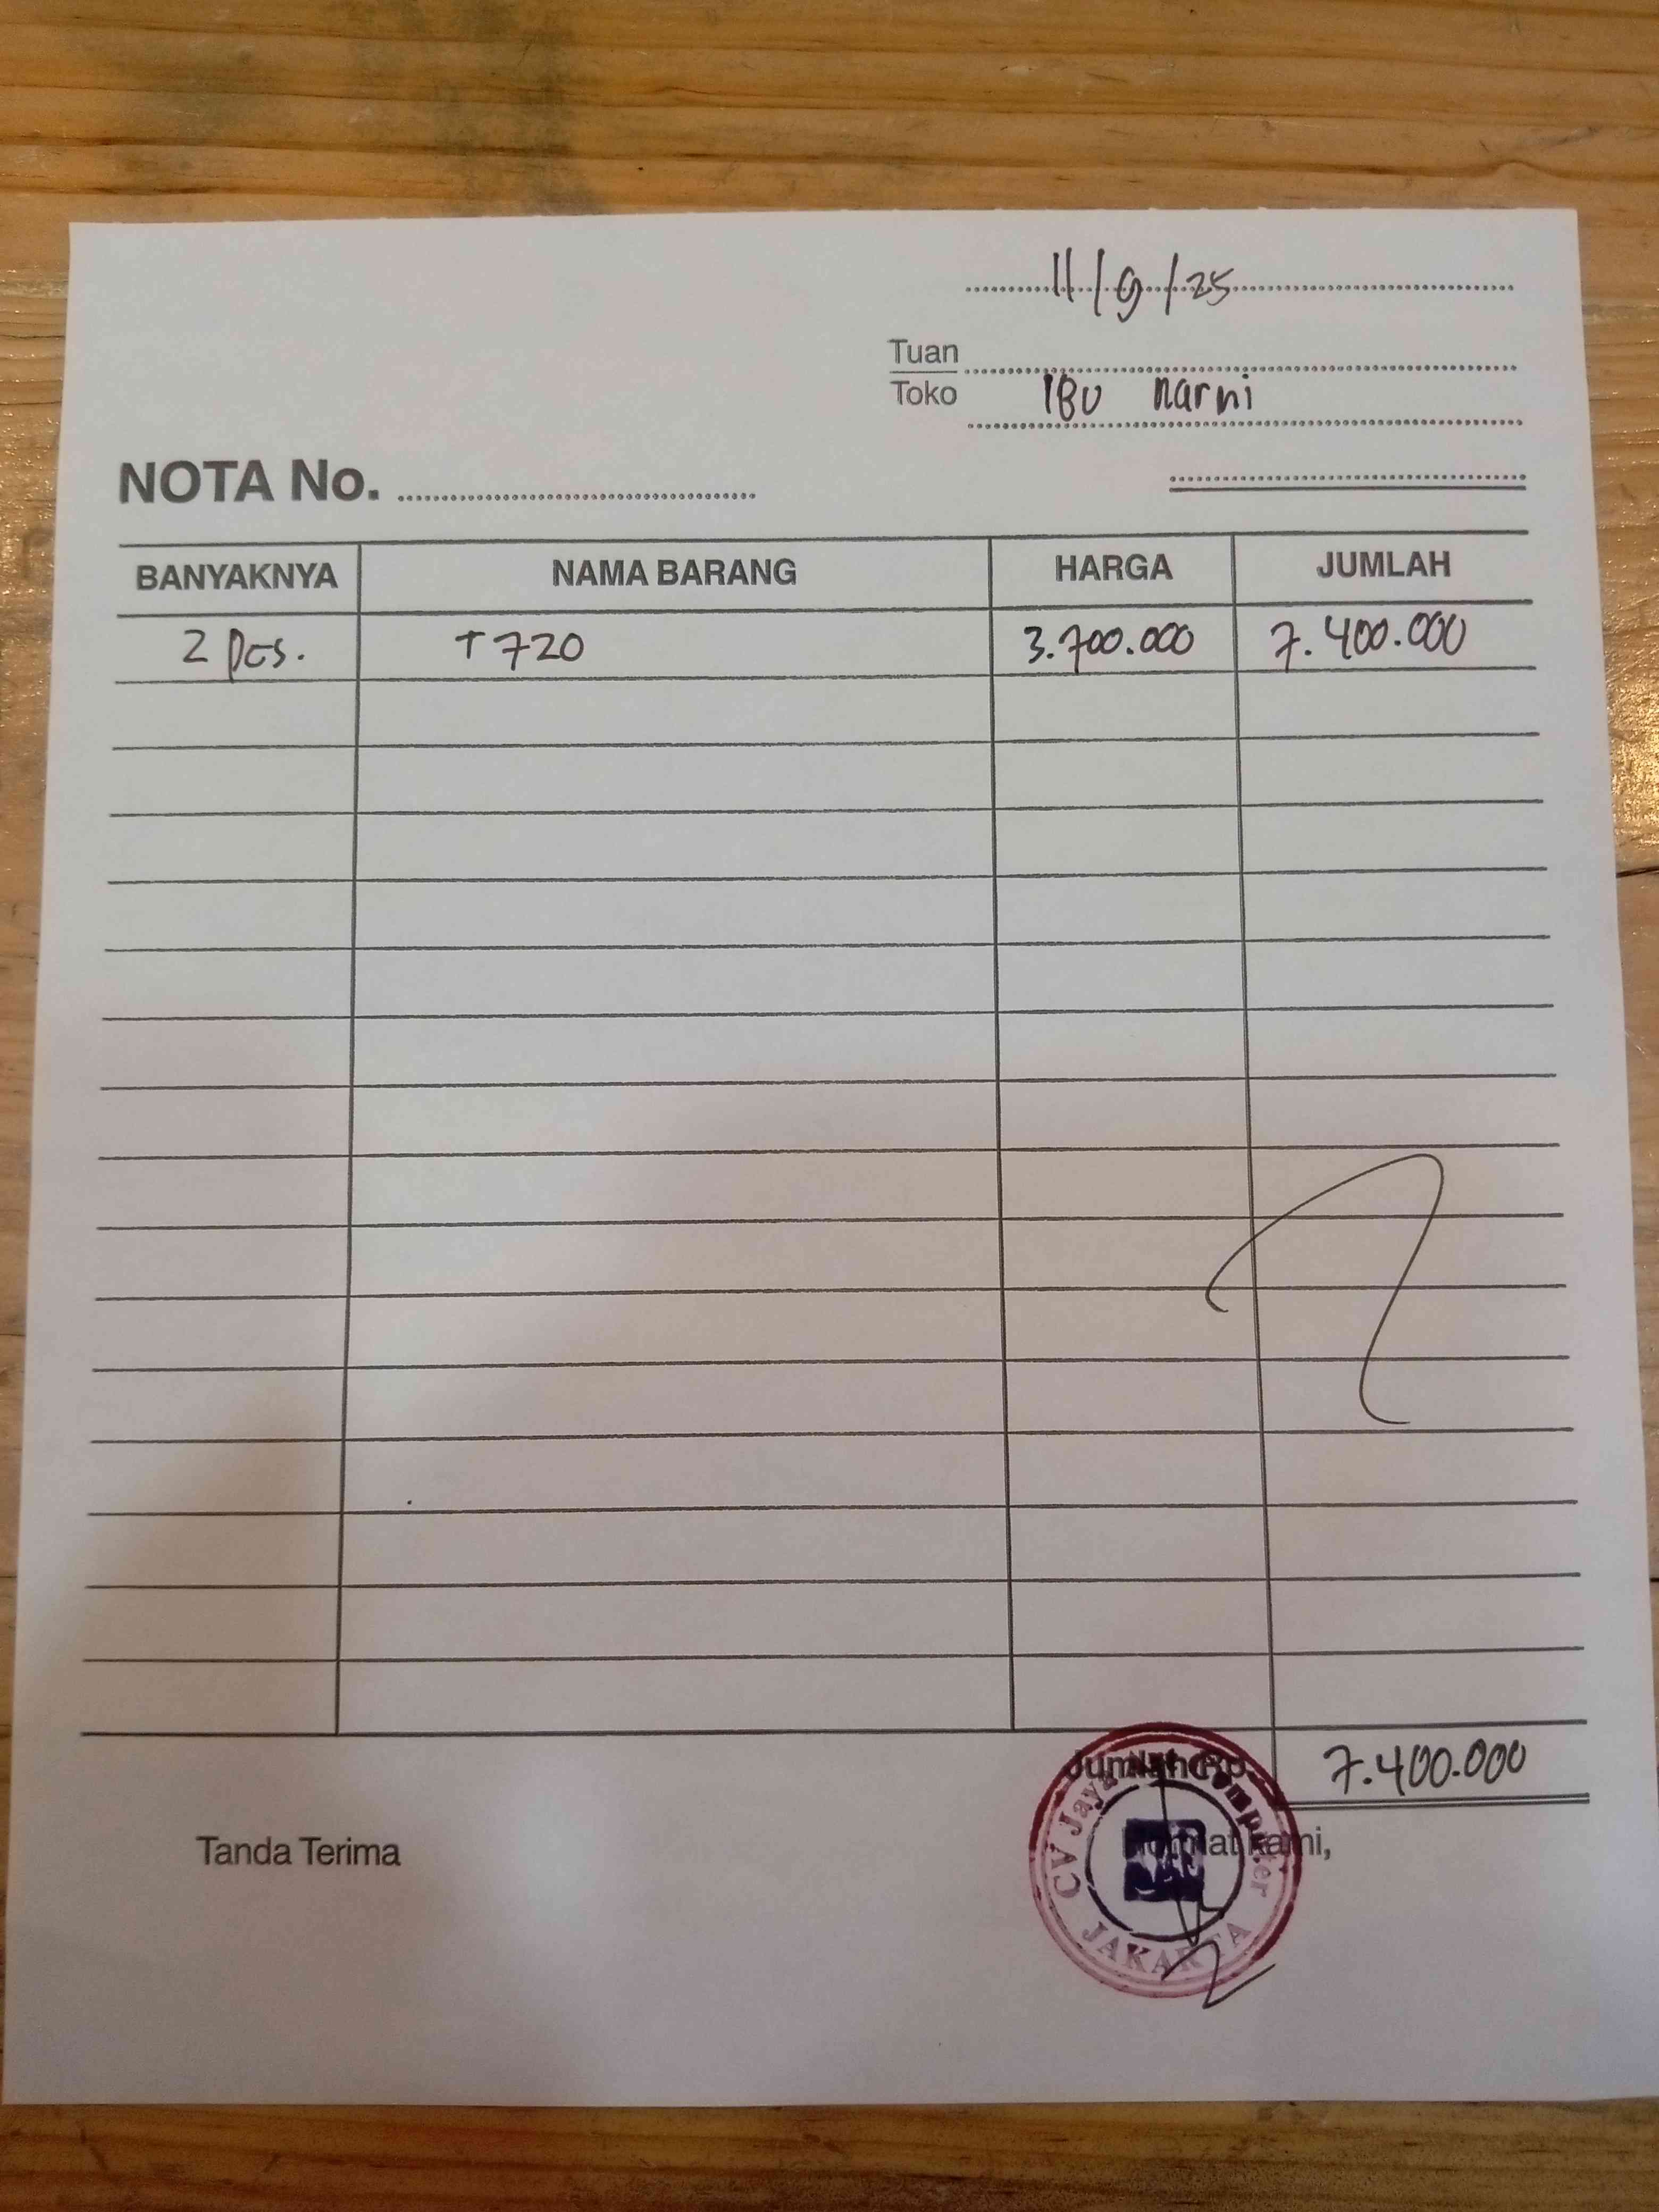 11/9/25
Tuan
Toko IBU narni
NOTA No.
BANYAKNYA NAMA BARANG HARGA JUMLAH
2 pcs. T720 3.700.000 7.400.000
Jumlah Rp. 7.400.000
Tanda Terima Hormat kami,
CV Jaya Computer
JAKARTA